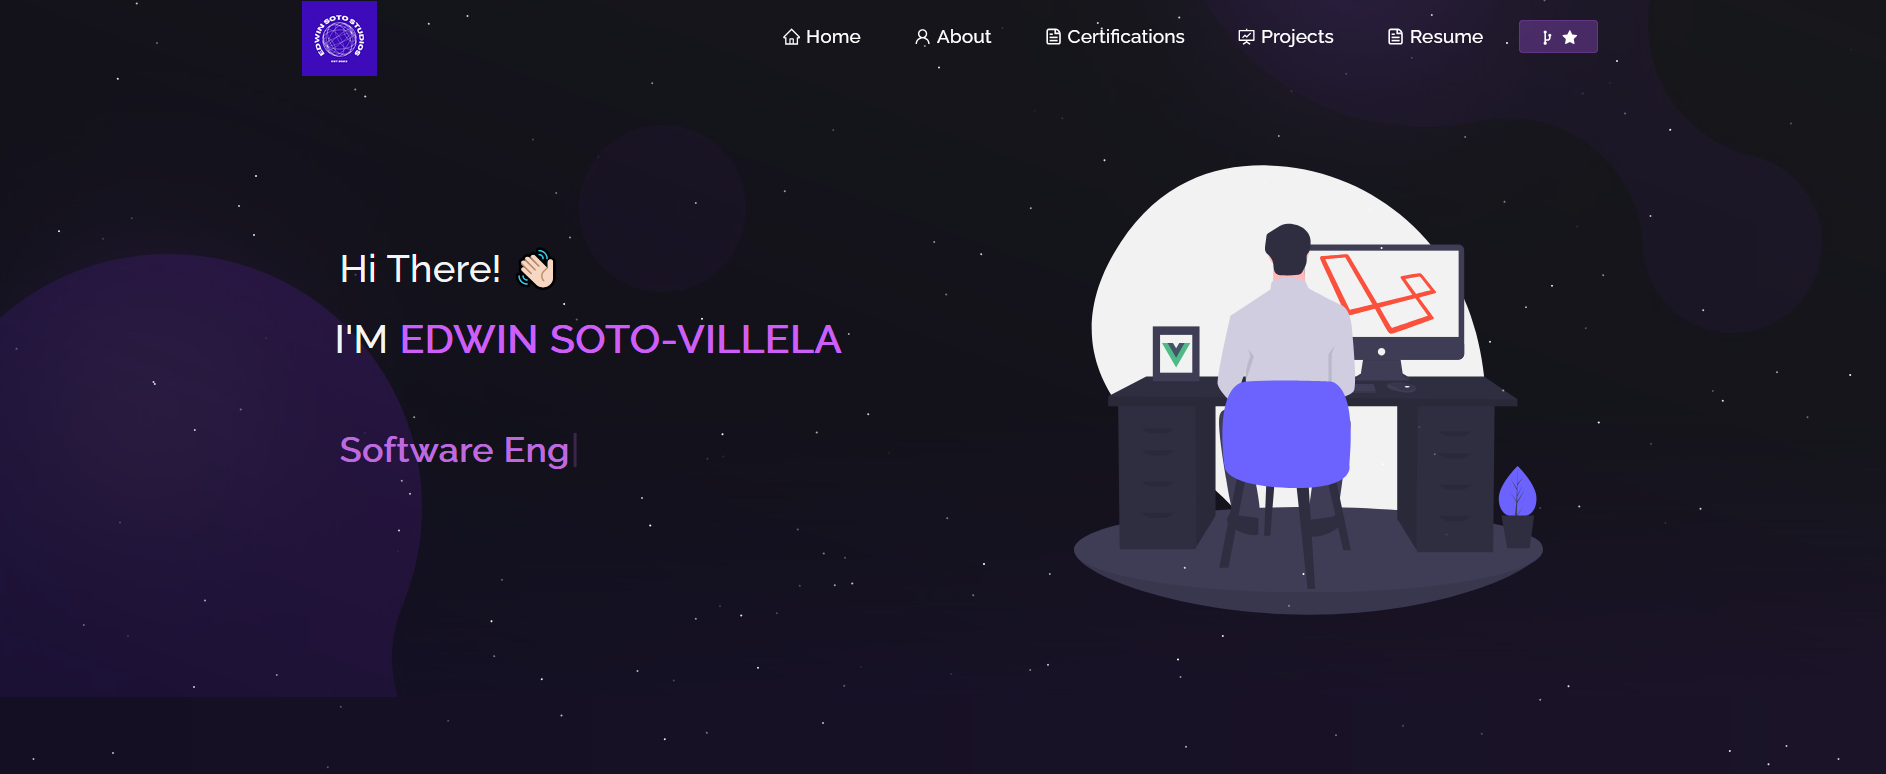 EDWIN SOTO STUDIOS
Home
About
Certifications
Projects
Resume
Hi There! 👋🏻
I'M EDWIN SOTO-VILLELA
Software Eng